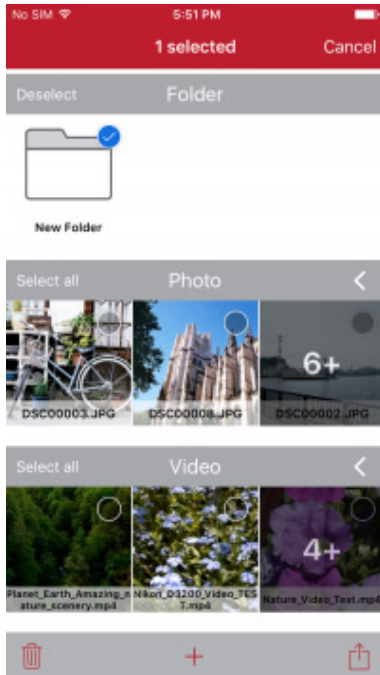 No SIM 5:51 PM
1 selected Cancel
Deselect Folder
New Folder
Select all Photo
6+
DSC00003.JPG DSC00008.JPG DSC00002.JPG
Select all Video
4+
Planet_Earth_Amazing_n
ature_scenery.mp4
Nikon_D3200_Video_TES
T.mp4
Nature_Video_Test.mp4